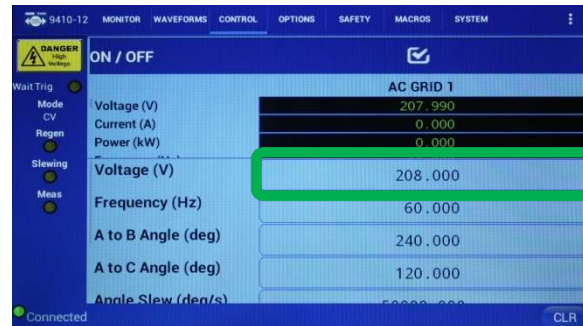 9410-12 MONITOR WAVEFORMS CONTROL OPTIONS SAFETY MACROS SYSTEM
DANGER
High
Voltage
ON / OFF
Wait Trig
AC GRID 1
Mode
CV
Voltage (V) 207.990
Current (A) 0.000
Regen
Power (kW) 0.000
Slewing
Voltage (V) 208.000
Meas
Frequency (Hz) 60.000
A to B Angle (deg) 240.000
A to C Angle (deg) 120.000
Angle Slew (deg/s)
Connected CLR